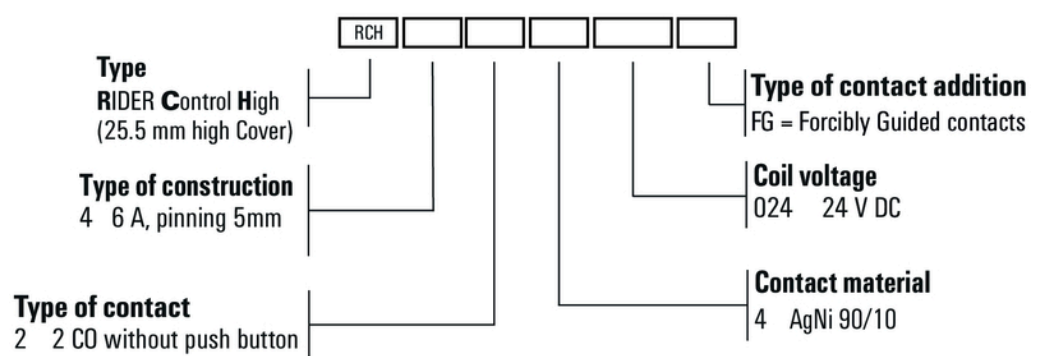 RCH
Type
RIDER Control High
(25.5 mm high Cover)
Type of construction
4 6 A, pinning 5mm
Type of contact
2 2 CO without push button
Type of contact addition
FG = Forcibly Guided contacts
Coil voltage
024 24 V DC
Contact material
4 AgNi 90/10